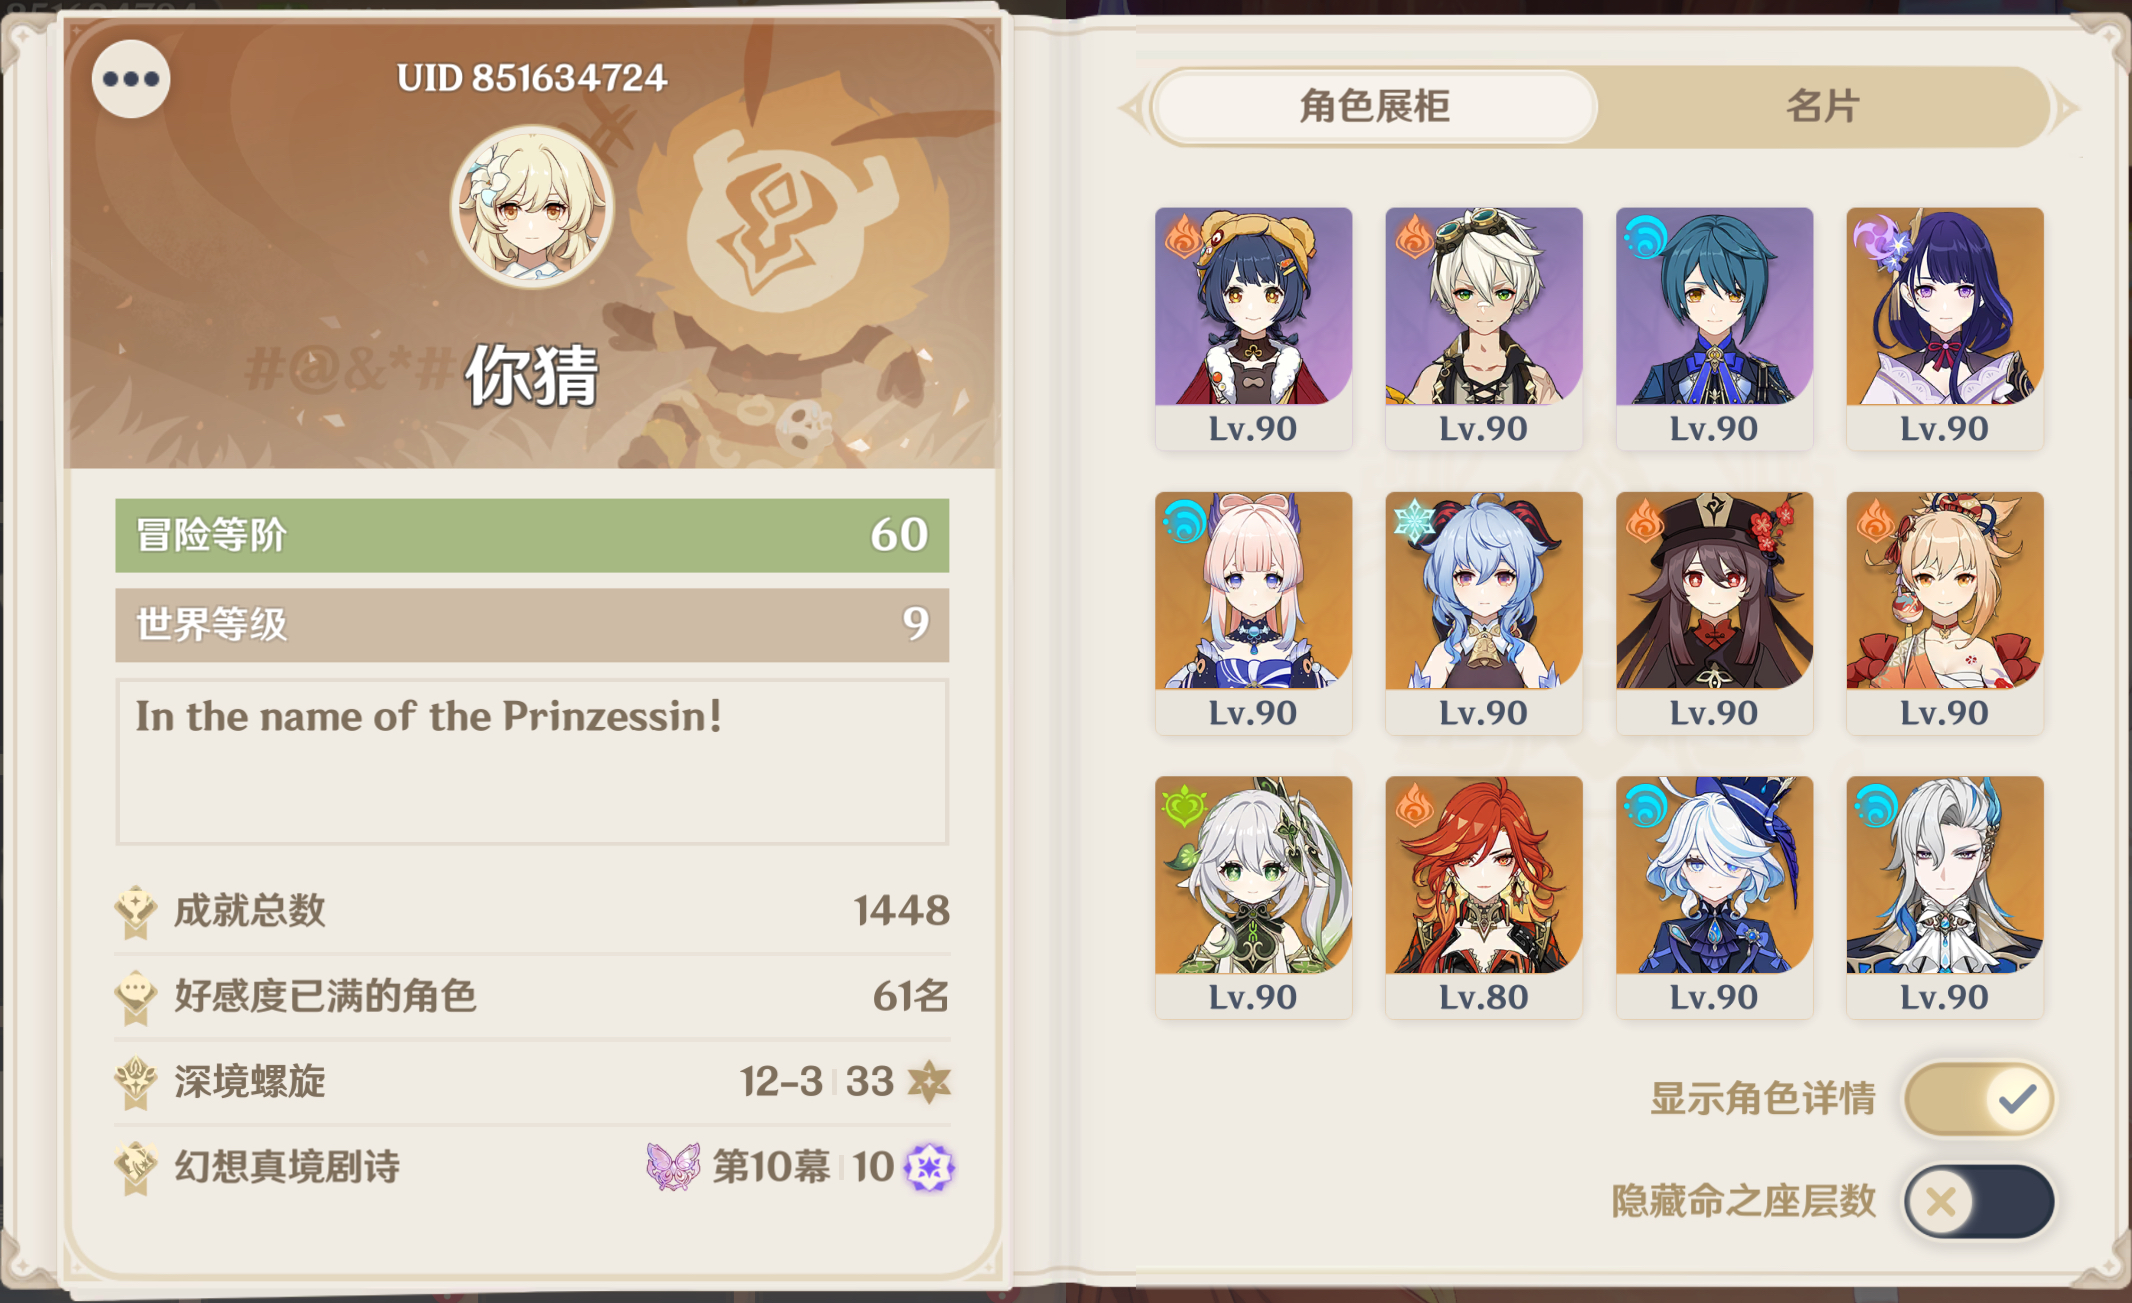 UID 851634724
#@&*#
你猜
冒险等阶 60
世界等级 9
In the name of the Prinzessin!
成就总数 1448
好感度已满的角色 61名
深境螺旋 12-3 33
幻想真境剧诗 第10幕 10
角色展柜 名片
Lv.90 Lv.90 Lv.90 Lv.90
Lv.90 Lv.90 Lv.90 Lv.90
Lv.90 Lv.80 Lv.90 Lv.90
显示角色详情
隐藏命之座层数